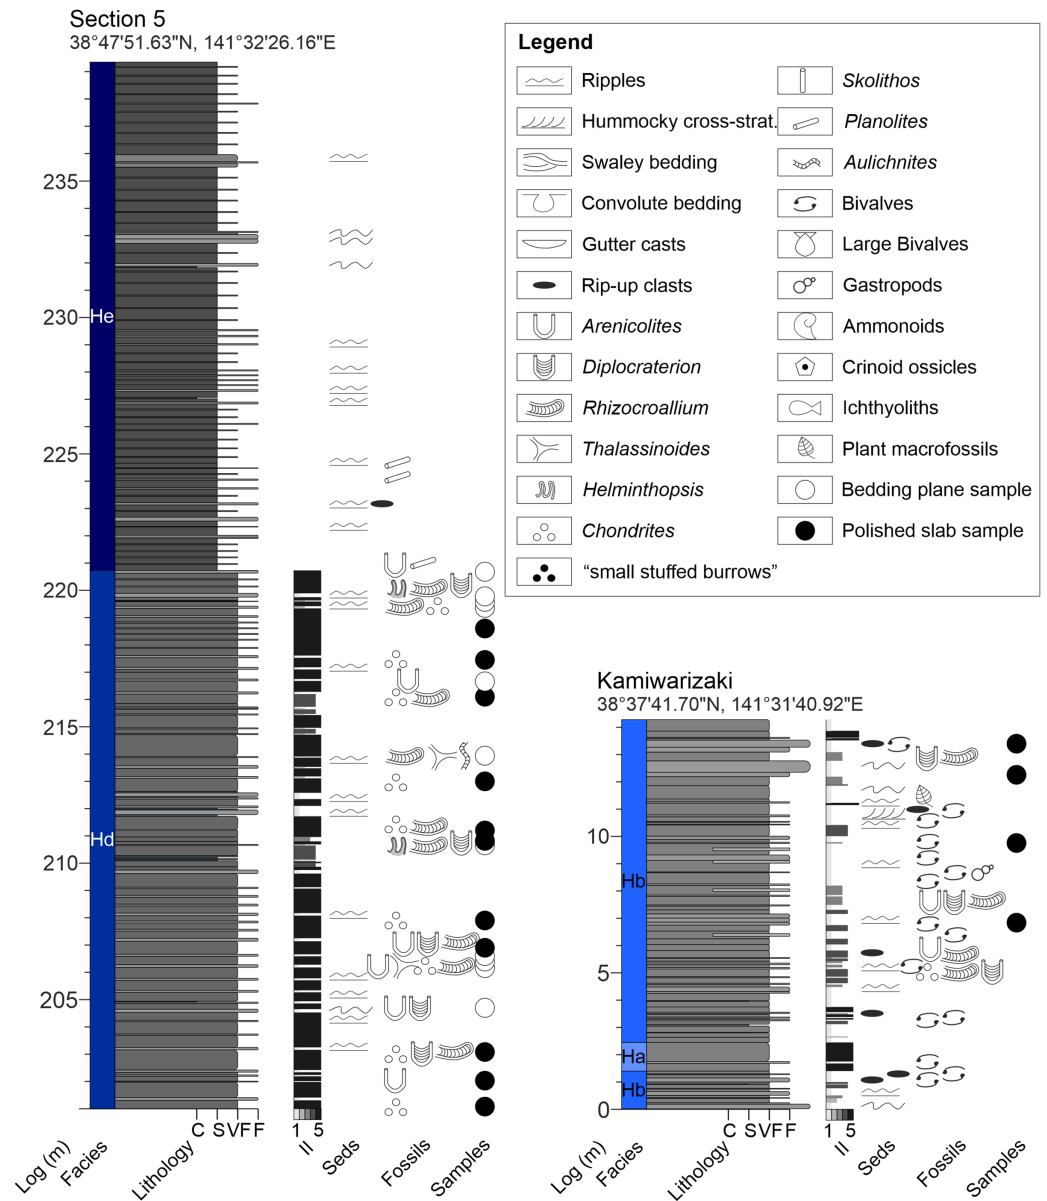 Section 5
38°47'51.63"N, 141°32'26.16"E
235
230
225
220
215
210
205
He
Hd
C S VF F
1 5
Log (m)
Facies
Lithology
II
Seds
Fossils
Samples
Legend
Ripples
Hummocky cross-strat.
Swaley bedding
Convolute bedding
Gutter casts
Rip-up clasts
Arenicolites
Diplocraterion
Rhizocroallium
Thalassinoides
Helminthopsis
Chondrites
“small stuffed burrows”
Skolithos
Planolites
Aulichnites
Bivalves
Large Bivalves
Gastropods
Ammonoids
Crinoid ossicles
Ichthyoliths
Plant macrofossils
Bedding plane sample
Polished slab sample
Kamiwarizaki
38°37'41.70"N, 141°31'40.92"E
10
5
0
Hb
Ha
Hb
C S VF F
1 5
Log (m)
Facies
Lithology
II
Seds
Fossils
Samples